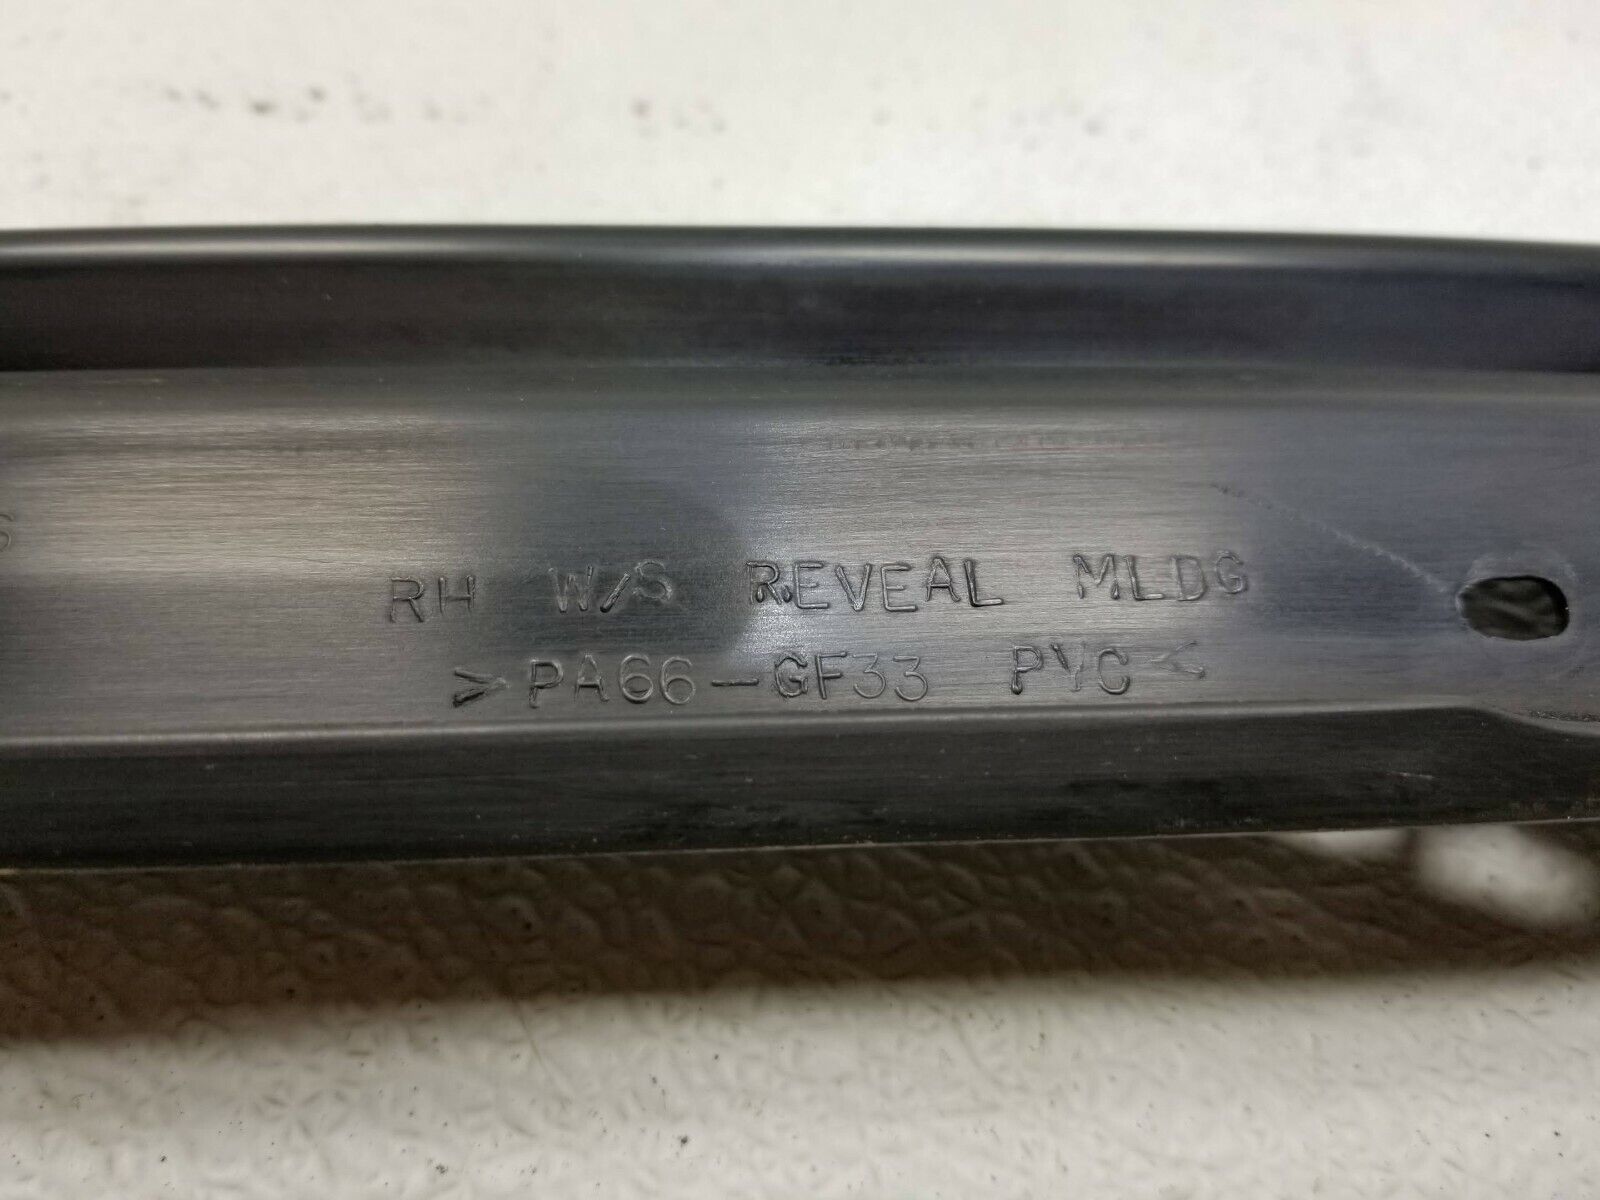 RH W/S REVEAL MLDG
>PA66-GF33 PVC<